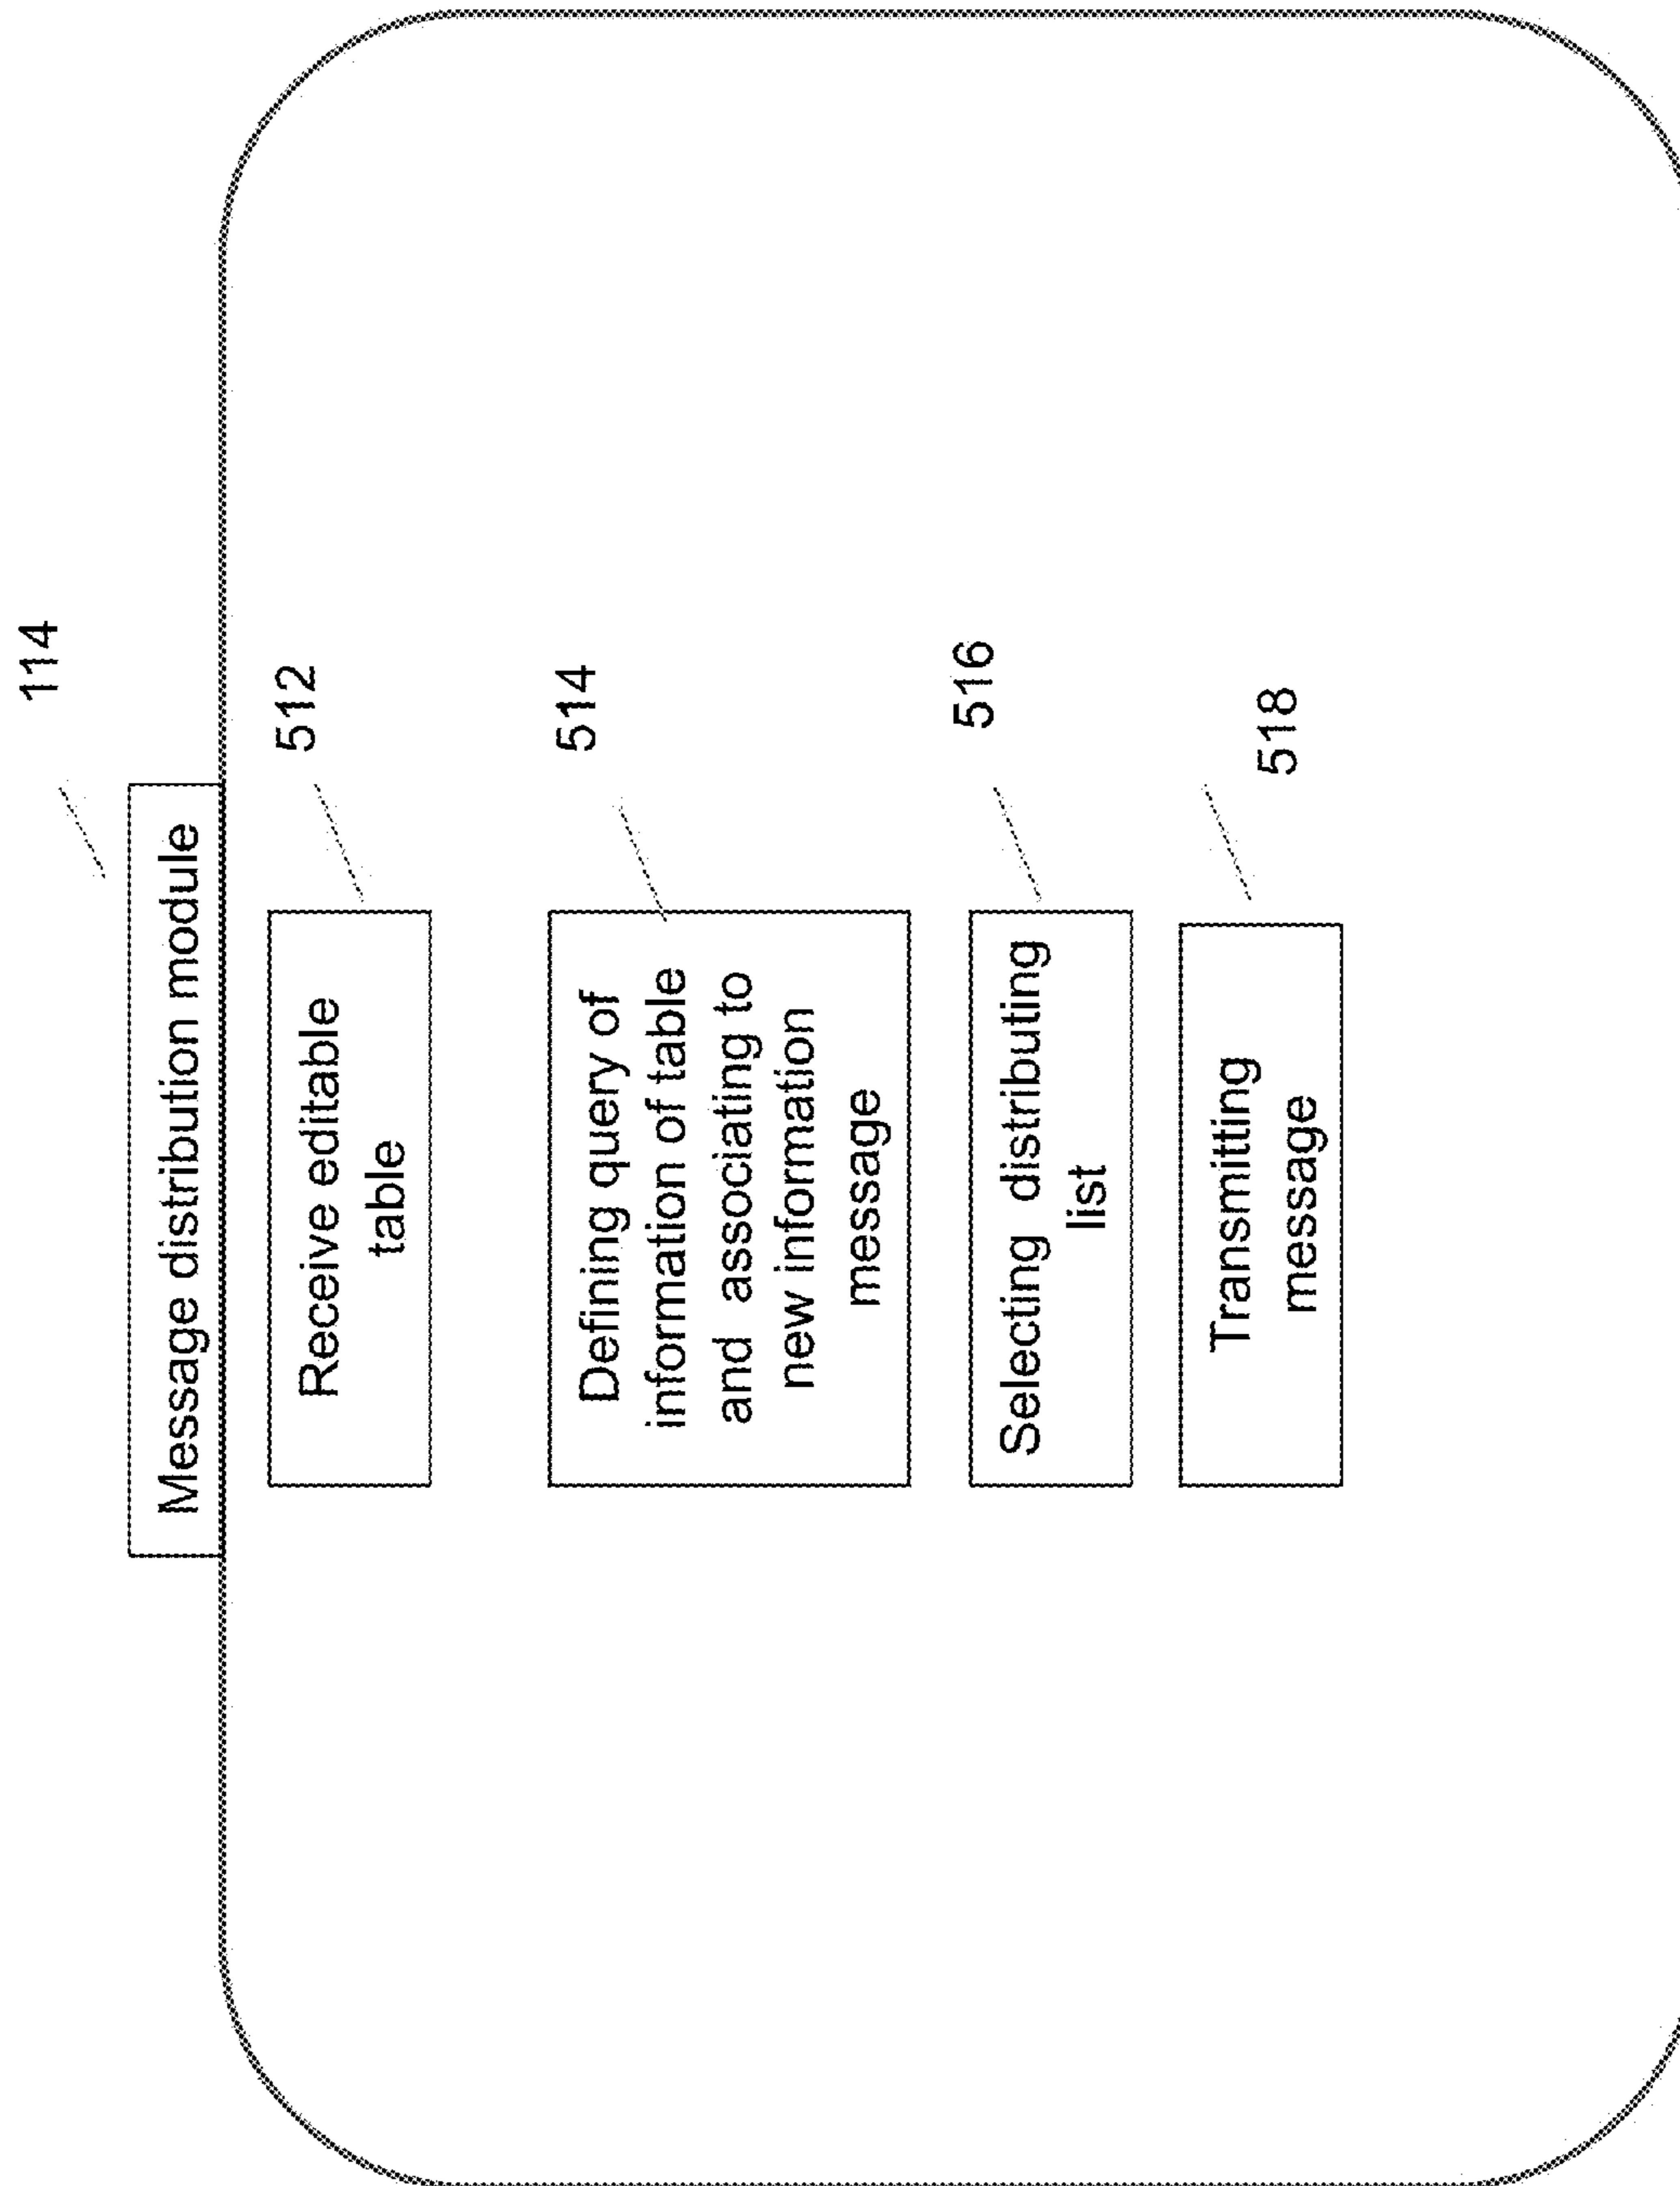 114
Message distribution module
512
Receive editable
table
514
Defining query of
information of table
and associating to
new information
message
516
Selecting distributing
list
518
Transmitting
message